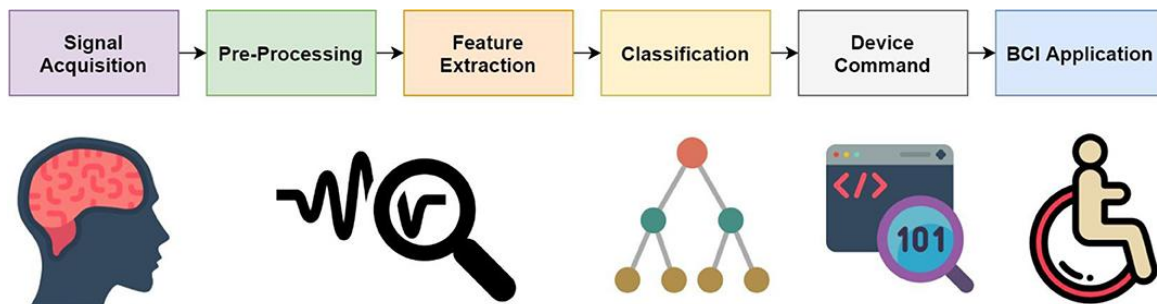 Signal
Acquisition
Pre-Processing
Feature
Extraction
Classification
Device
Command
BCI Application
</>
101